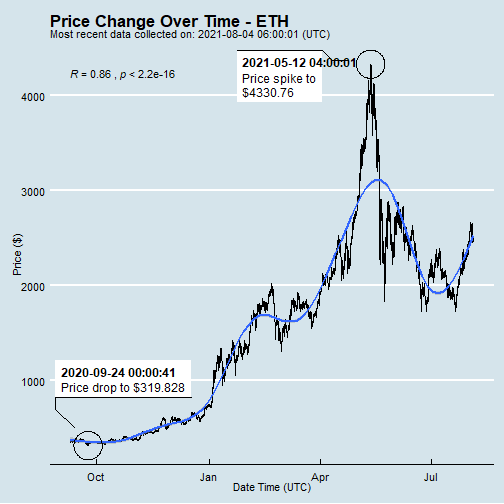 Price Change Over Time - ETH
Most recent data collected on: 2021-08-04 06:00:01 (UTC)
2021-05-12 04:00:01
Price spike to
$4330.76
R = 0.86 , p < 2.2e-16
4000
3000
2000
1000
Price ($)
2020-09-24 00:00:41
Price drop to $319.828
Oct
Jan
Apr
Jul
Date Time (UTC)